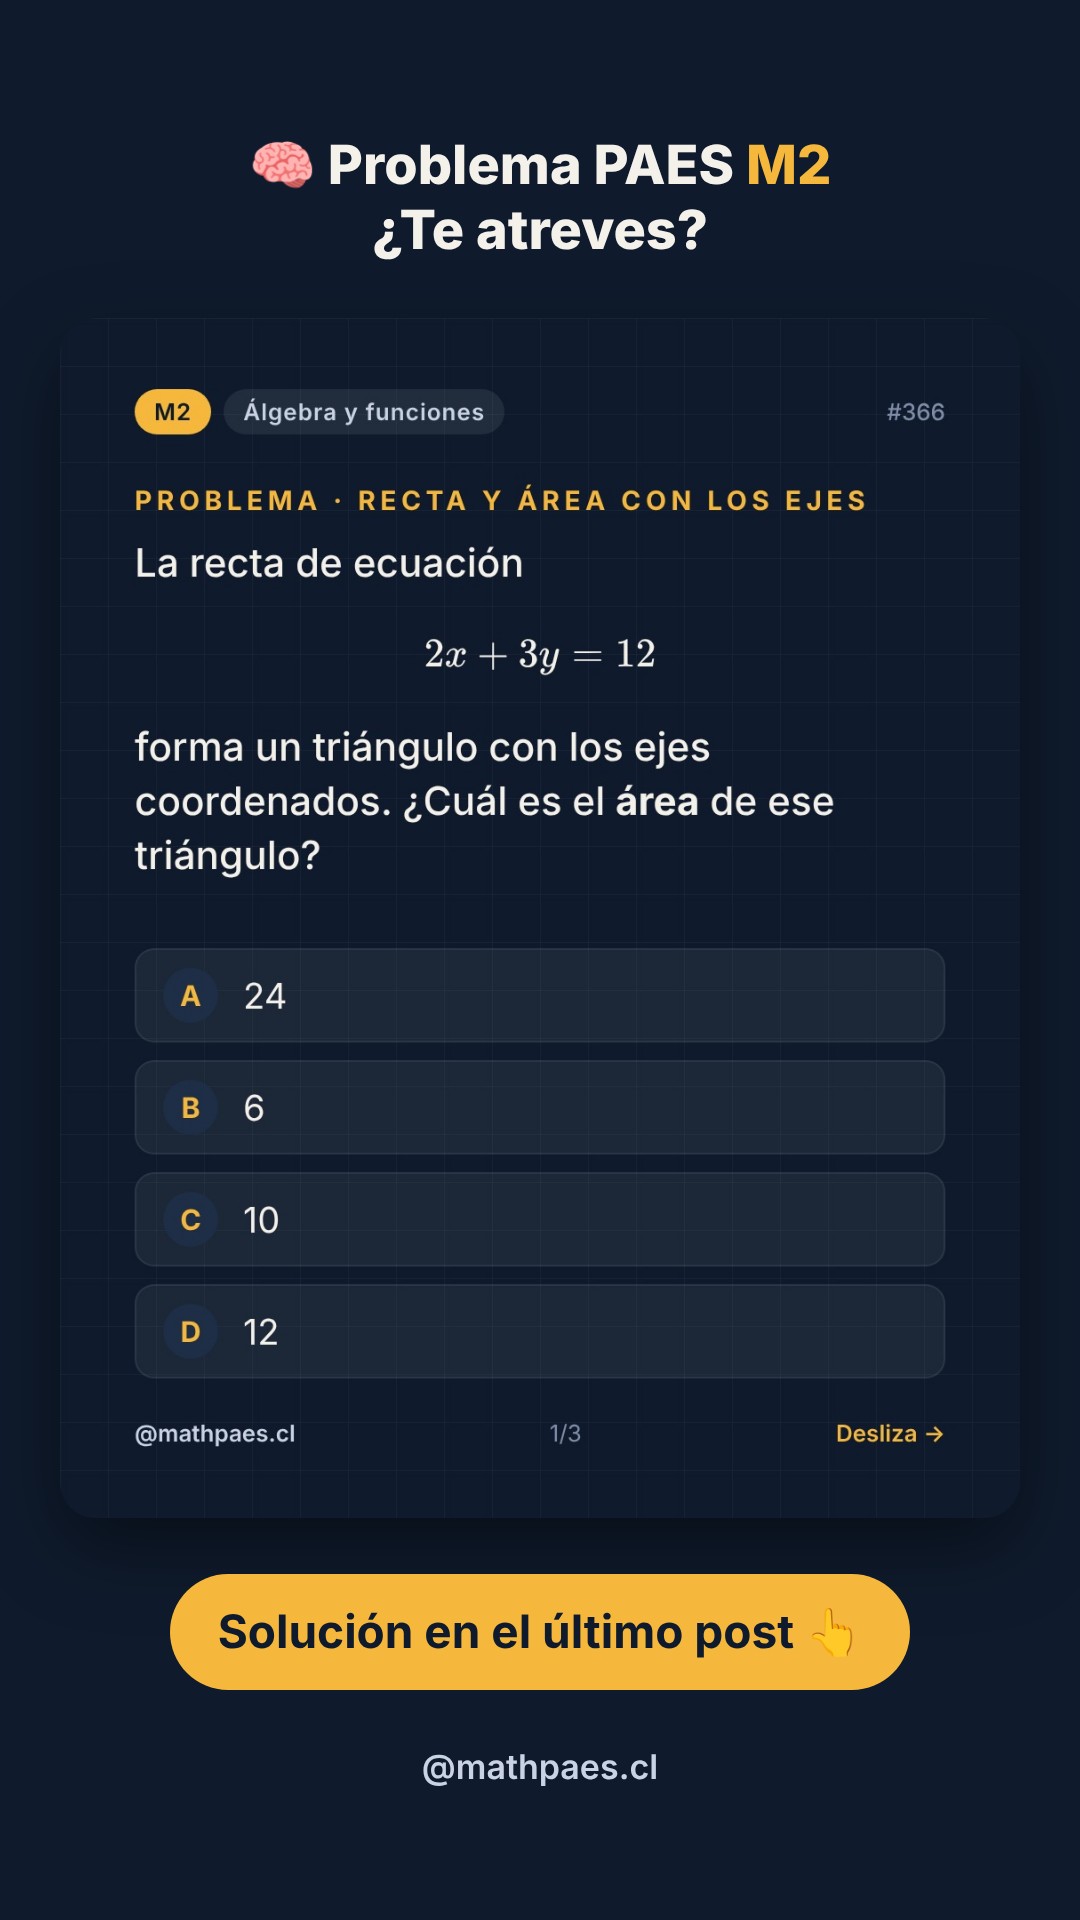 🧠 Problema PAES M2
¿Te atreves?
M2 Álgebra y funciones #366
PROBLEMA · RECTA Y ÁREA CON LOS EJES
La recta de ecuación
2x + 3y = 12
forma un triángulo con los ejes
coordenados. ¿Cuál es el área de ese
triángulo?
A 24
B 6
C 10
D 12
@mathpaes.cl 1/3 Desliza →
Solución en el último post 👆
@mathpaes.cl